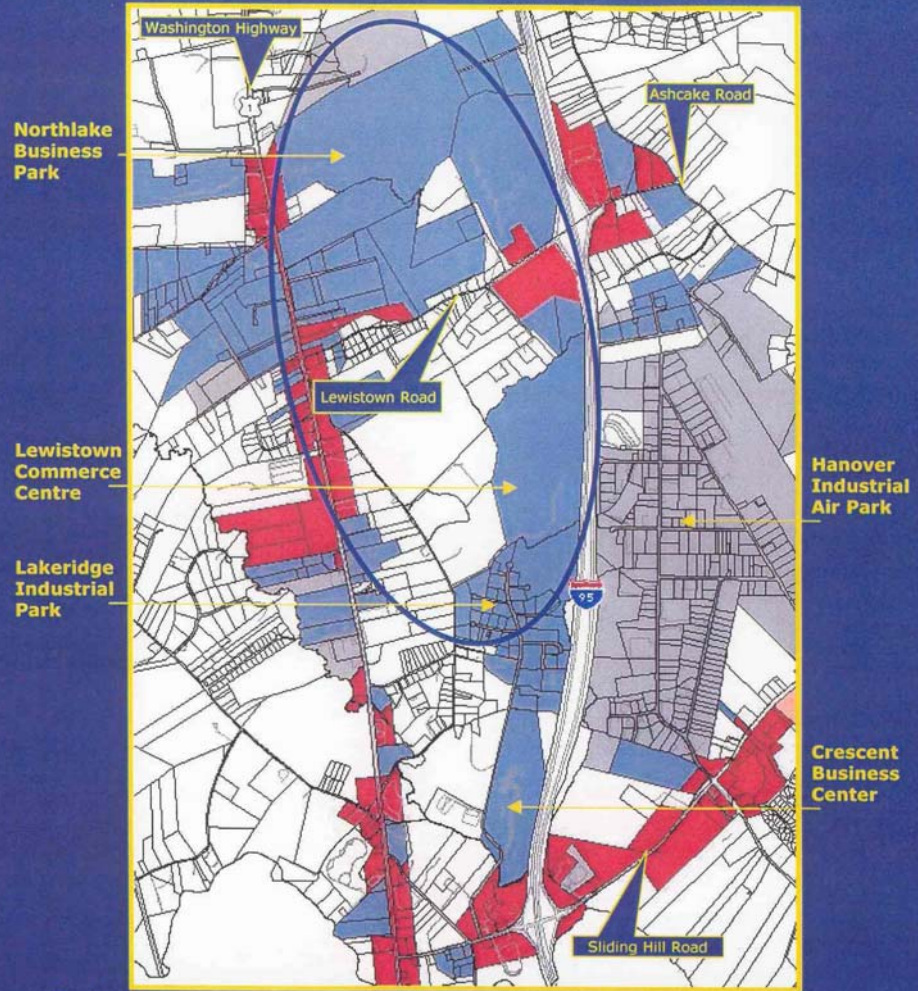 Washington Highway
1
Ashcake Road
Northlake
Business
Park
Lewistown Road
Lewistown
Commerce
Centre
Hanover
Industrial
Air Park
Lakeridge
Industrial
Park
95
Crescent
Business
Center
Sliding Hill Road